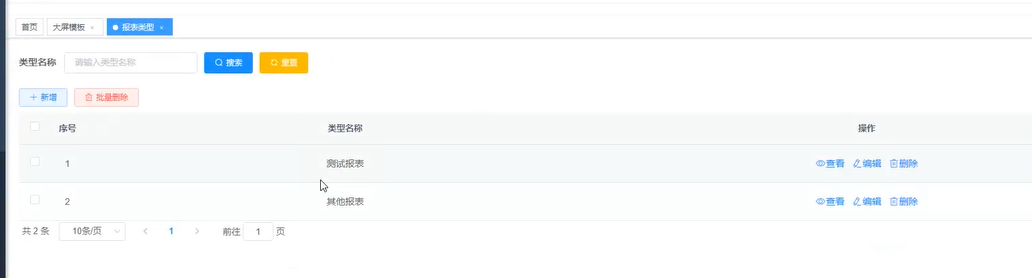 首页 大屏模板 × 报表类型 ×
类型名称 请输入类型名称 搜索 重置
+ 新增 批量删除
序号 类型名称 操作
1 测试报表 查看 编辑 删除
2 其他报表 查看 编辑 删除
共 2 条 10条/页 < 1 > 前往 1 页